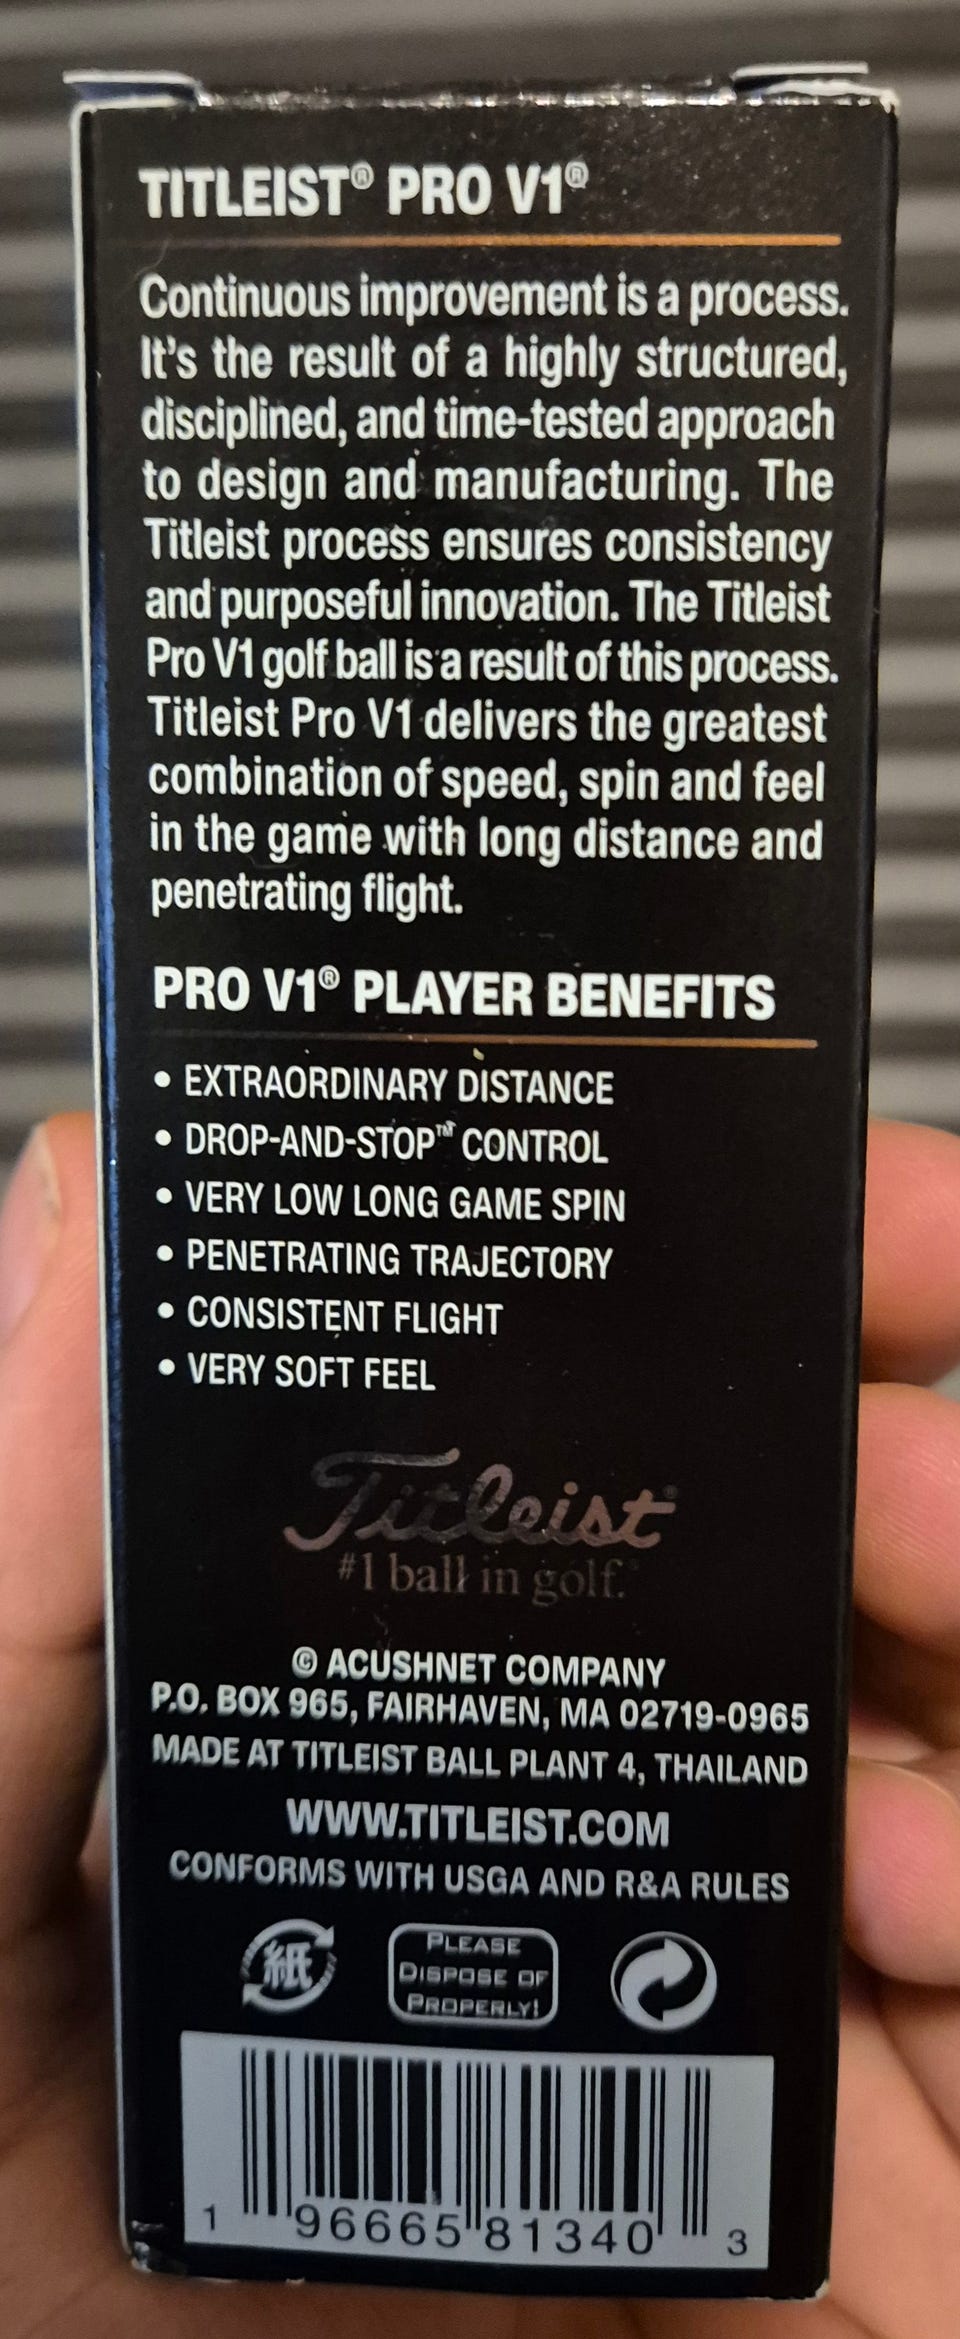 TITLEIST® PRO V1®
Continuous improvement is a process.
It's the result of a highly structured,
disciplined, and time-tested approach
to design and manufacturing. The
Titleist process ensures consistency
and purposeful innovation. The Titleist
Pro V1 golf ball is a result of this process.
Titleist Pro V1 delivers the greatest
combination of speed, spin and feel
in the game with long distance and
penetrating flight.
PRO V1® PLAYER BENEFITS
• EXTRAORDINARY DISTANCE
• DROP-AND-STOP™ CONTROL
• VERY LOW LONG GAME SPIN
• PENETRATING TRAJECTORY
• CONSISTENT FLIGHT
• VERY SOFT FEEL
Titleist®
#1 ball in golf.®
© ACUSHNET COMPANY
P.O. BOX 965, FAIRHAVEN, MA 02719-0965
MADE AT TITLEIST BALL PLANT 4, THAILAND
WWW.TITLEIST.COM
CONFORMS WITH USGA AND R&A RULES
紙
PLEASE
DISPOSE OF
PROPERLY!
1 96665 81340 3